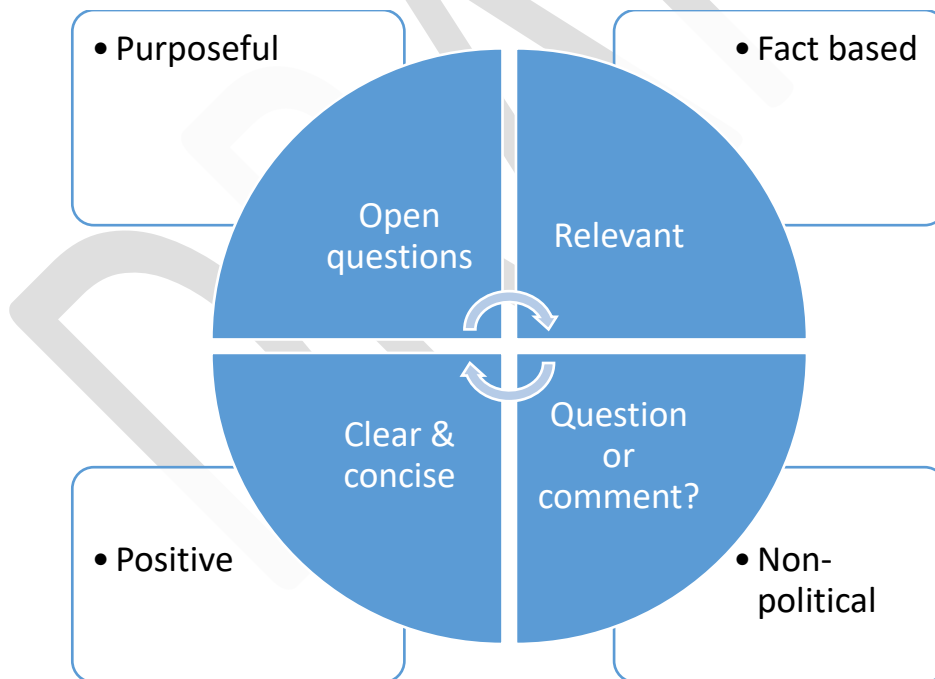 • Purposeful
• Fact based
Open
questions
Relevant
Clear &
concise
Question
or
comment?
• Positive
• Non-
political